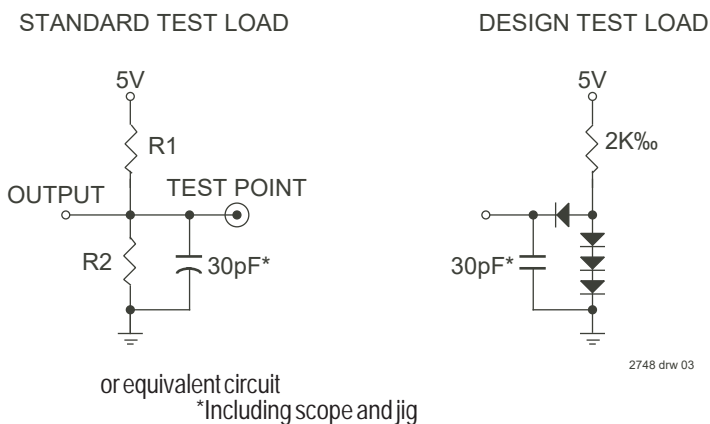 STANDARD TEST LOAD
DESIGN TEST LOAD
5V
R1
OUTPUT
TEST POINT
R2
30pF*
5V
2K‰
30pF*
2748 drw 03
or equivalent circuit
*Including scope and jig